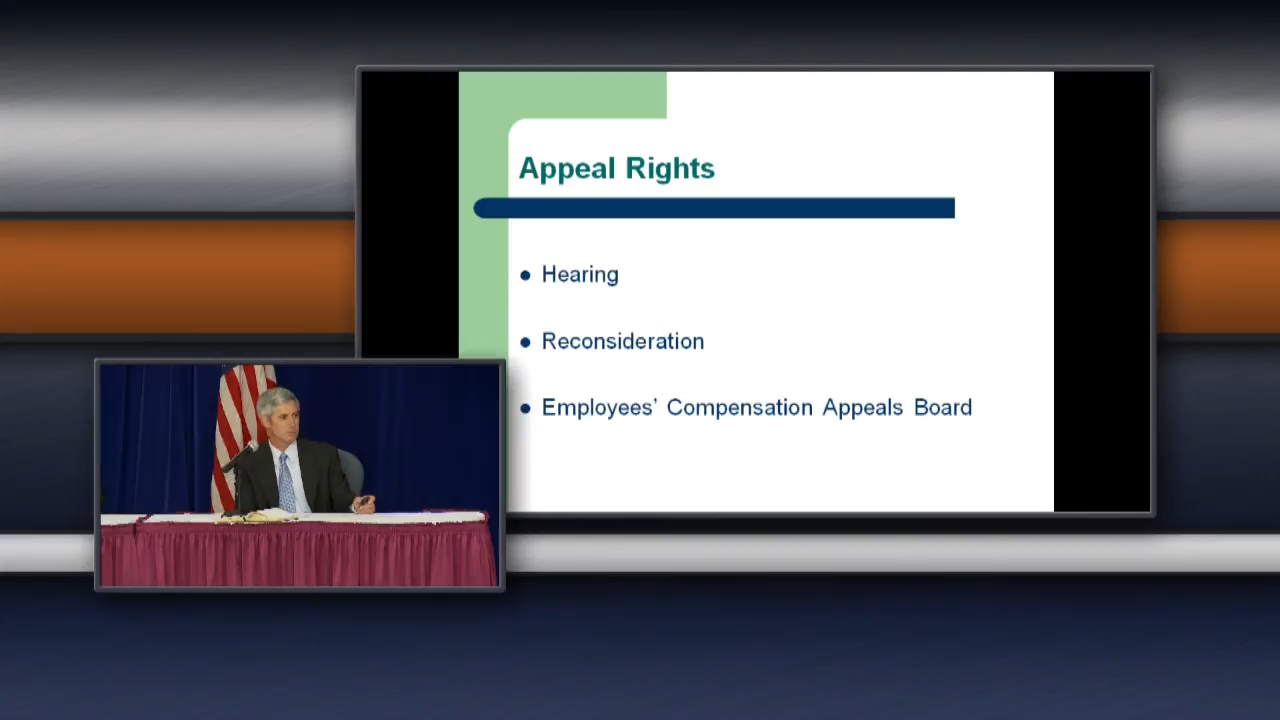 Appeal Rights
Hearing
Reconsideration
Employees’ Compensation Appeals Board